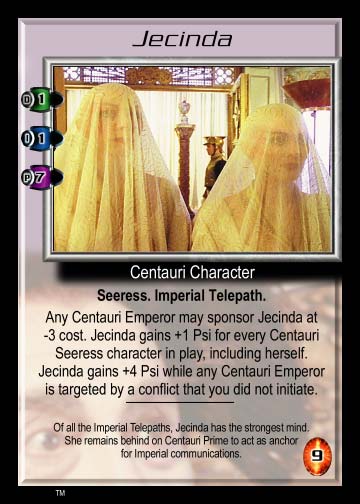 Jecinda
D 1
I 1
P 7
Centauri Character
Seeress. Imperial Telepath.
Any Centauri Emperor may sponsor Jecinda at
-3 cost. Jecinda gains +1 Psi for every Centauri
Seeress character in play, including herself.
Jecinda gains +4 Psi while any Centauri Emperor
is targeted by a conflict that you did not initiate.
Of all the Imperial Telepaths, Jecinda has the strongest mind.
She remains behind on Centauri Prime to act as anchor
for Imperial communications.
9
TM